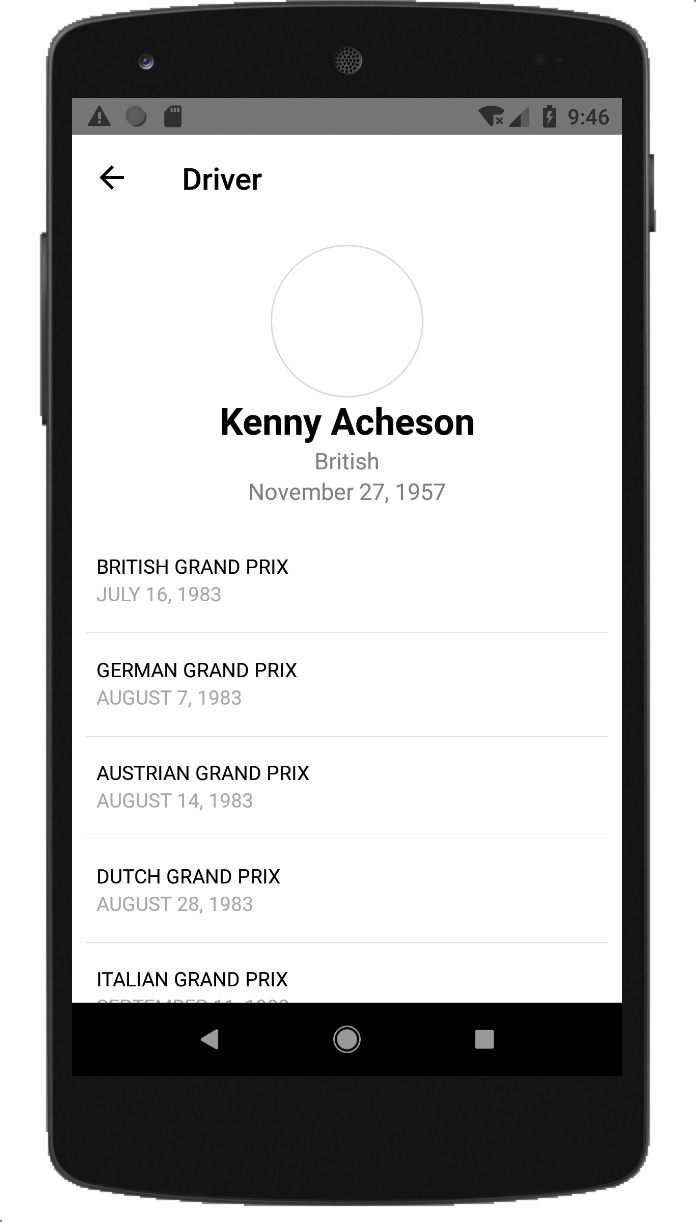 9:46
Driver
Kenny Acheson
British
November 27, 1957
BRITISH GRAND PRIX
JULY 16, 1983
GERMAN GRAND PRIX
AUGUST 7, 1983
AUSTRIAN GRAND PRIX
AUGUST 14, 1983
DUTCH GRAND PRIX
AUGUST 28, 1983
ITALIAN GRAND PRIX